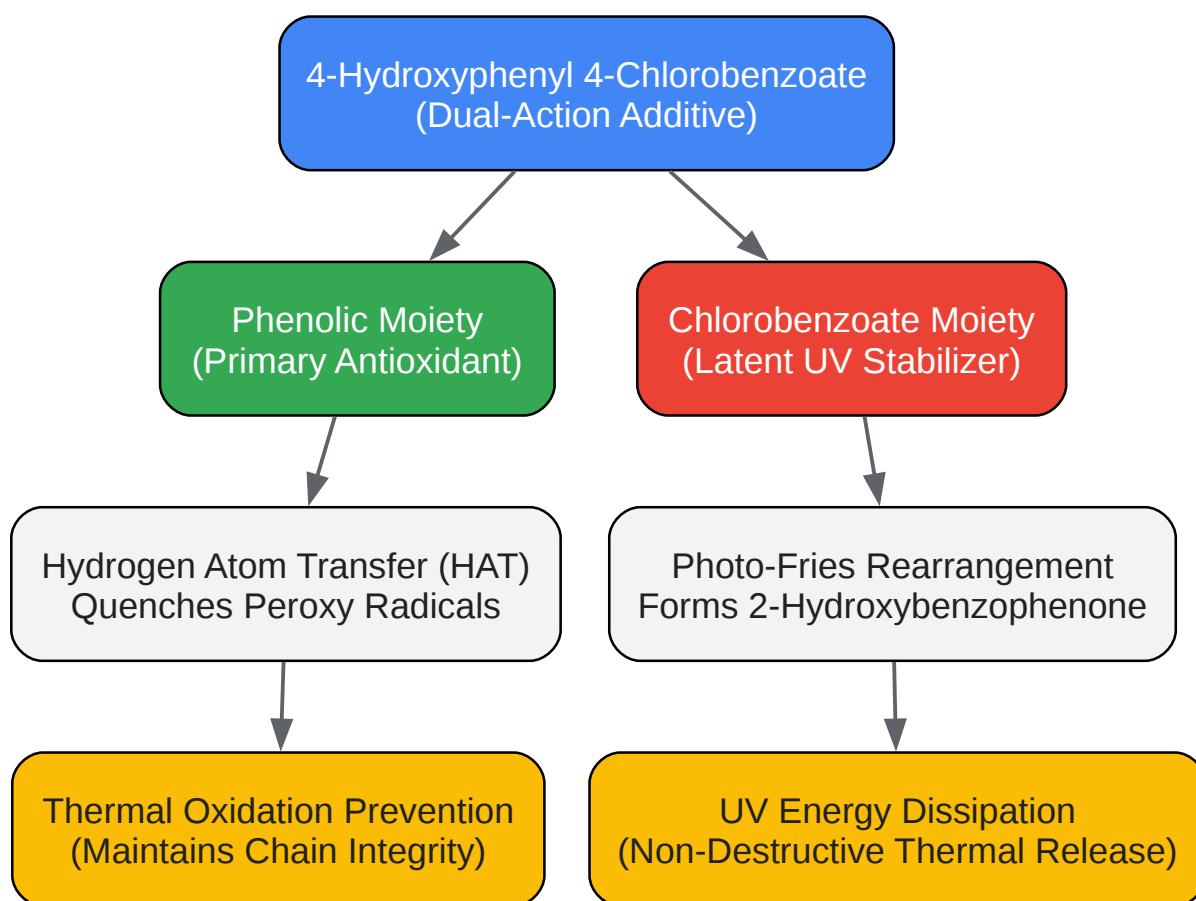 4-Hydroxyphenyl 4-Chlorobenzoate
(Dual-Action Additive)
Phenolic Moiety
(Primary Antioxidant)
Chlorobenzoate Moiety
(Latent UV Stabilizer)
Hydrogen Atom Transfer (HAT)
Quenches Peroxy Radicals
Photo-Fries Rearrangement
Forms 2-Hydroxybenzophenone
Thermal Oxidation Prevention
(Maintains Chain Integrity)
UV Energy Dissipation
(Non-Destructive Thermal Release)